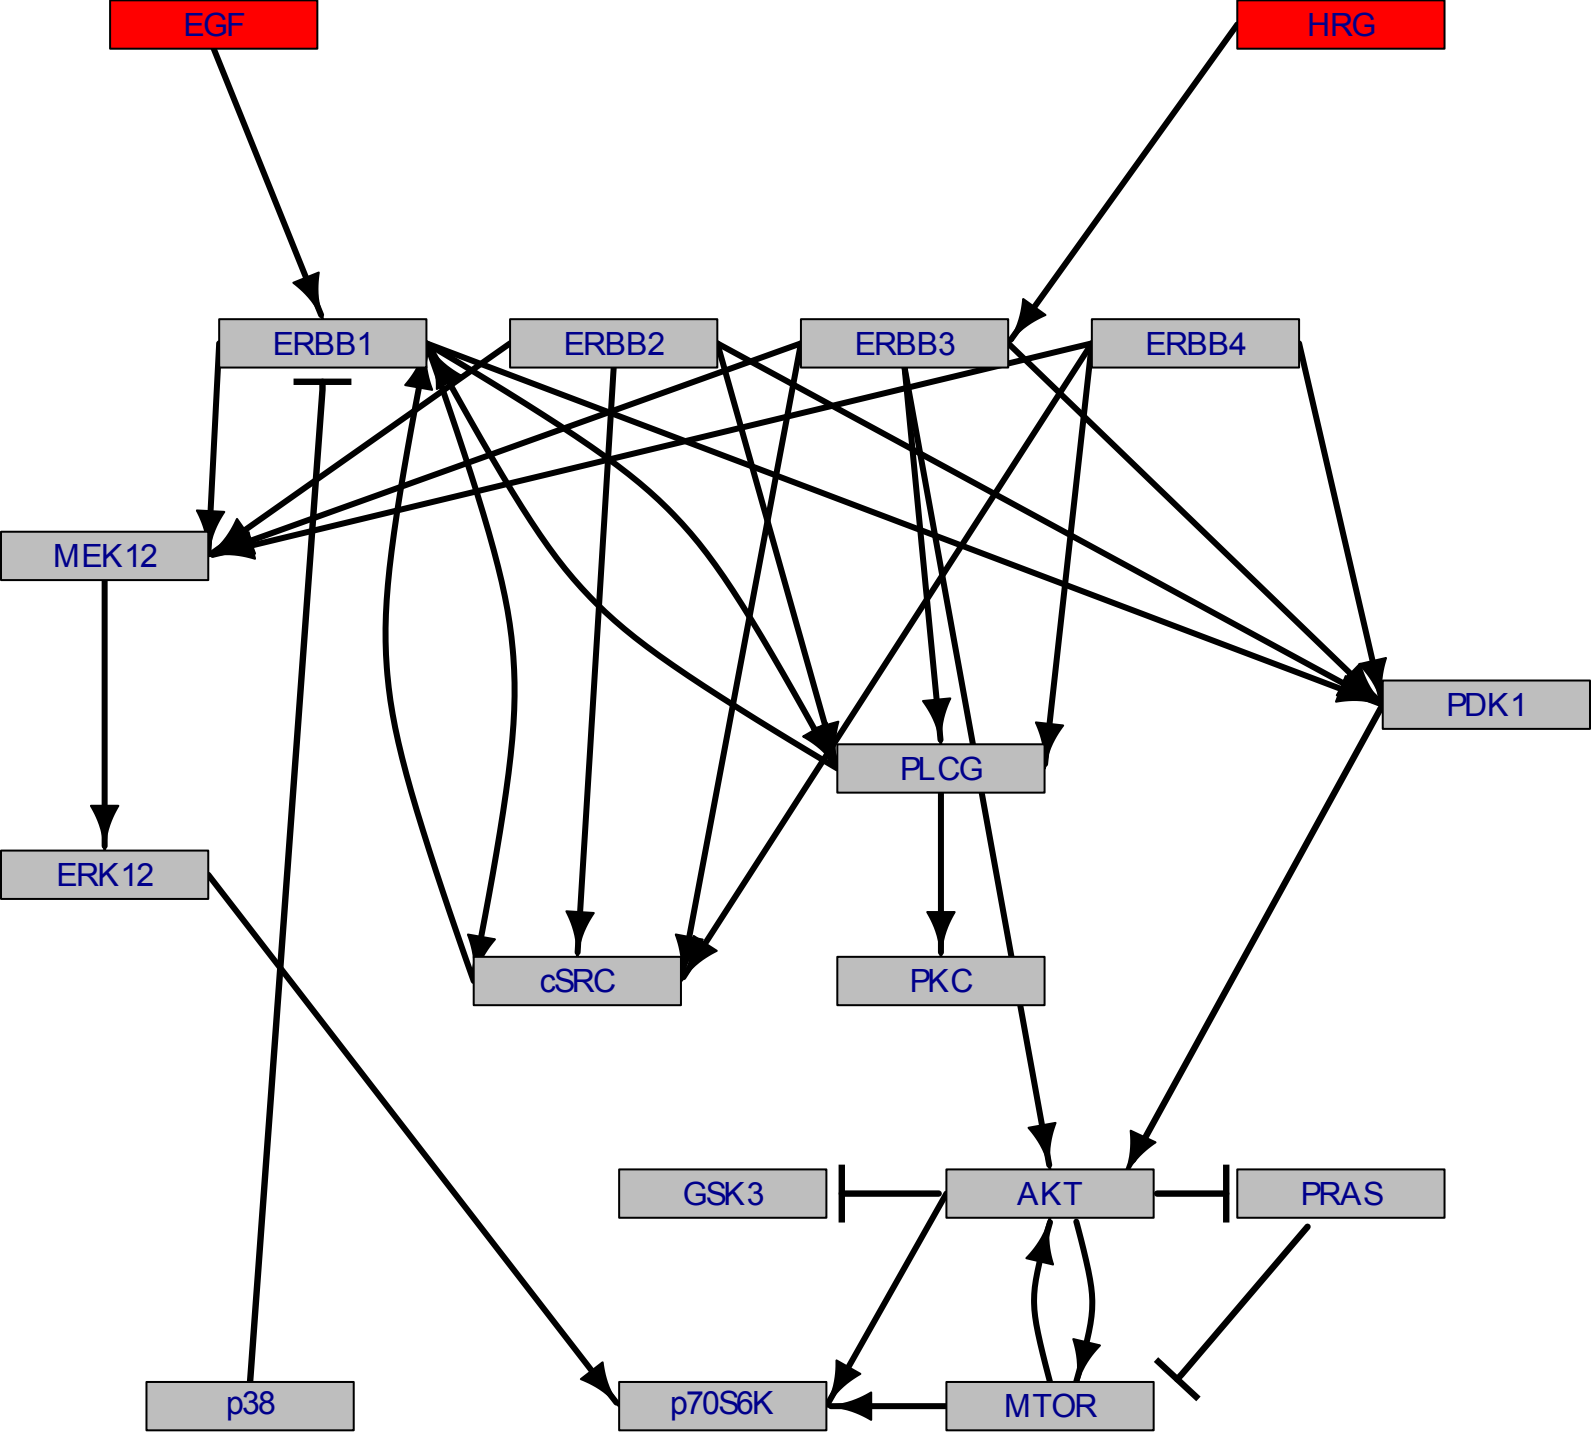 EGF
HRG
ERBB1
ERBB2
ERBB3
ERBB4
MEK12
PDK1
PLCG
ERK12
cSRC
PKC
GSK3
AKT
PRAS
p38
p70S6K
MTOR